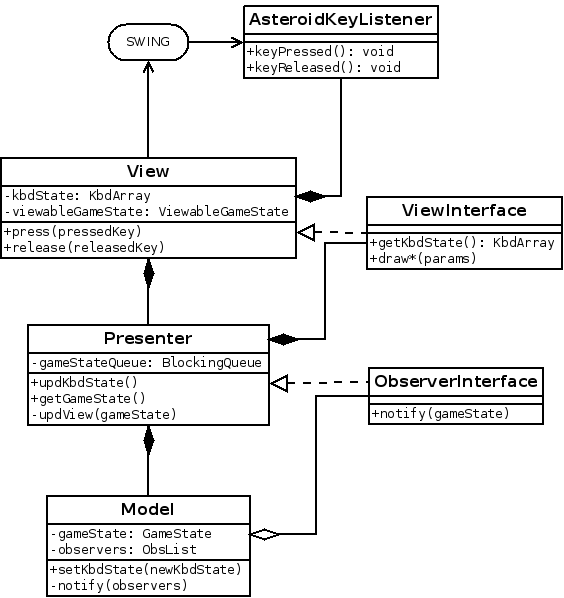 AsteroidKeyListener
SWING
+keyPressed(): void
+keyReleased(): void
View
-kbdState: KbdArray
-viewableGameState: ViewableGameState
+press(pressedKey)
+release(releasedKey)
ViewInterface
+getKbdState(): KbdArray
+draw*(params)
Presenter
-gameStateQueue: BlockingQueue
+updKbdState()
+getGameState()
-updView(gameState)
ObserverInterface
+notify(gameState)
Model
-gameState: GameState
-observers: ObsList
+setKbdState(newKbdState)
-notify(observers)